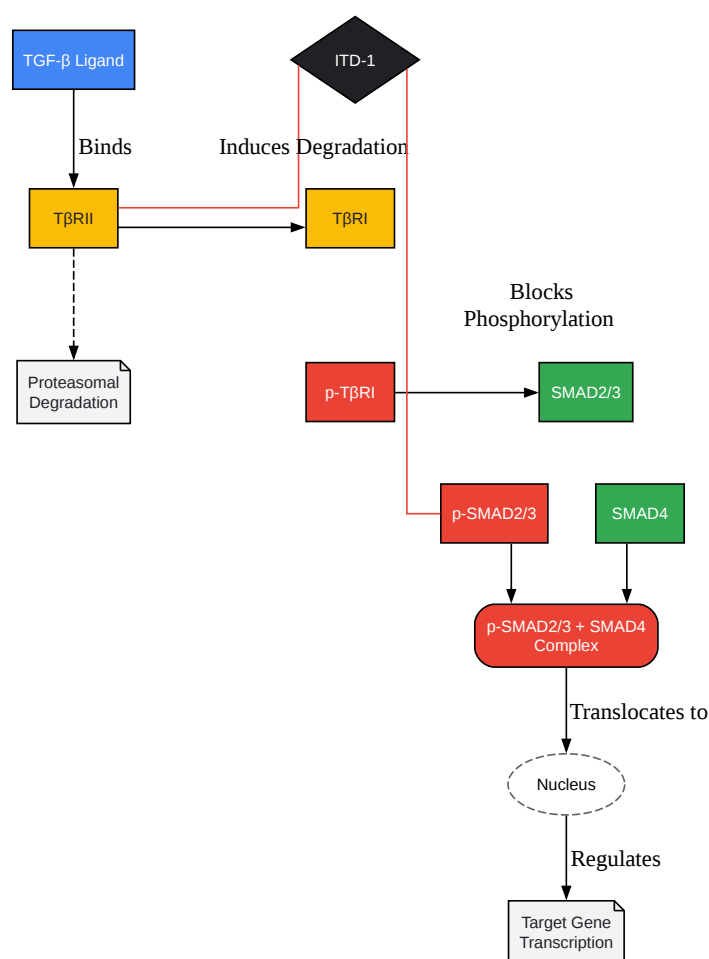 TGF-β Ligand
ITD-1
Binds
Induces Degradation
TβRII
TβRI
Blocks
Phosphorylation
Proteasomal
Degradation
p-TβRI
SMAD2/3
p-SMAD2/3
SMAD4
p-SMAD2/3 + SMAD4
Complex
Translocates to
Nucleus
Regulates
Target Gene
Transcription